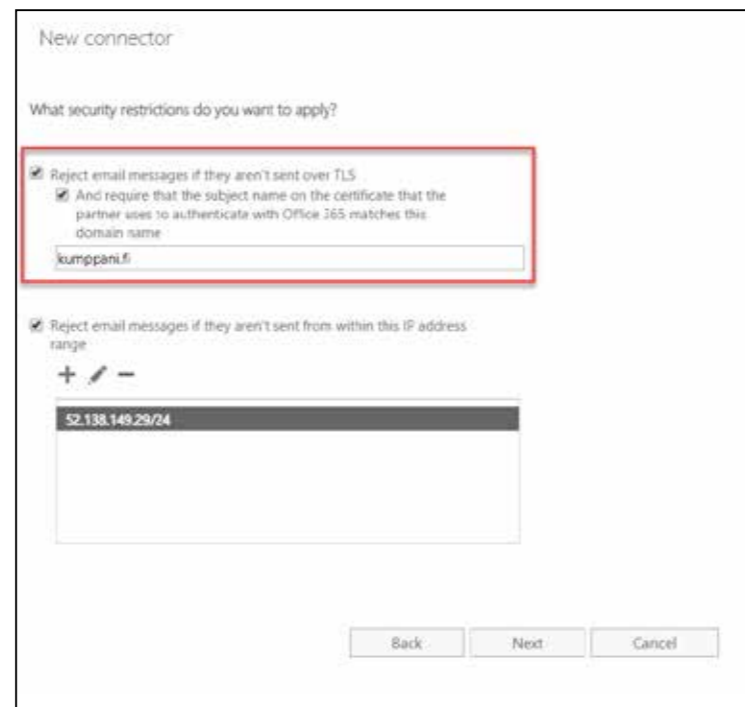 New connector
What security restrictions do you want to apply?
Reject email messages if they aren't sent over TLS
And require that the subject name on the certificate that the
partner uses to authenticate with Office 365 matches this
domain name
kumppani.fi
Reject email messages if they aren't sent from within this IP address
range
52.138.149.29/24
Back Next Cancel